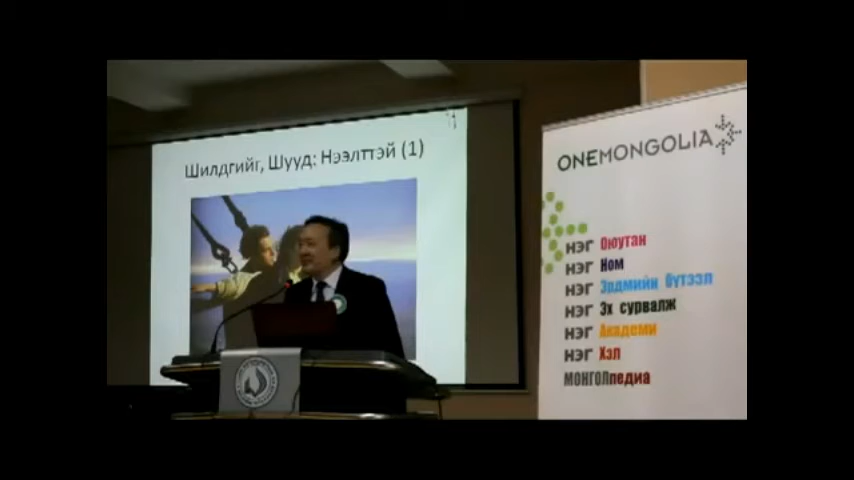 Шилдгийг, Шууд: Нээлттэй (1)
ONEMONGOLIA
нэг Оюутан
нэг Ном
нэг Эрдмийн бүтээл
нэг Эх сурвалж
нэг Академи
нэг Хэл
МОНГОЛпедиа